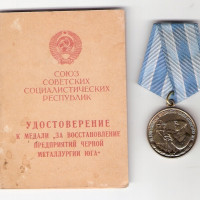 СОЮЗ
СОВЕТСКИХ
СОЦИАЛИСТИЧЕСКИХ
РЕСПУБЛИК
УДОСТОВЕРЕНИЕ
К МЕДАЛИ „ЗА ВОССТАНОВЛЕНИЕ
ПРЕДПРИЯТИЙ ЧЕРНОЙ
МЕТАЛЛУРГИИ ЮГА“